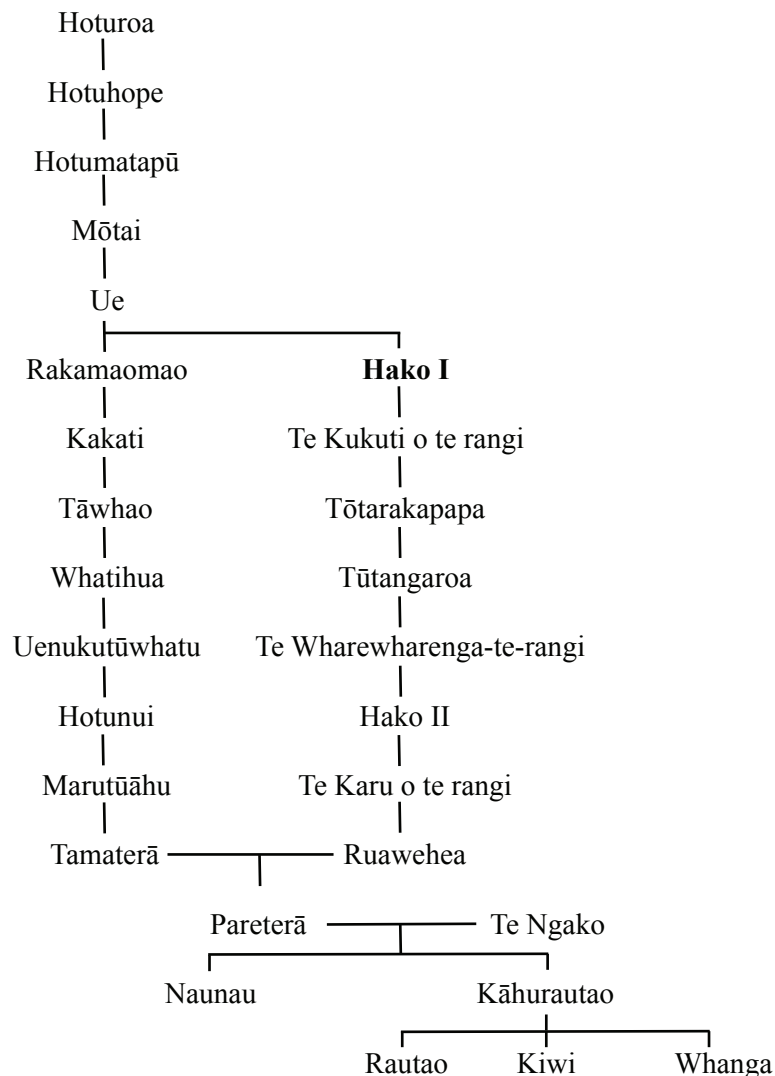 Hoturoa
Hotuhope
Hotumatapū
Mōtai
Ue
Rakamaomao Hako I
Kakati Te Kukuti o te rangi
Tāwhao Tōtarakapapa
Whatihua Tūtangaroa
Uenukutūwhatu Te Wharewharenga-te-rangi
Hotunui Hako II
Marutūāhu Te Karu o te rangi
Tamaterā Ruawehea
Pareterā Te Ngako
Naunau Kāhurautao
Rautao Kiwi Whanga